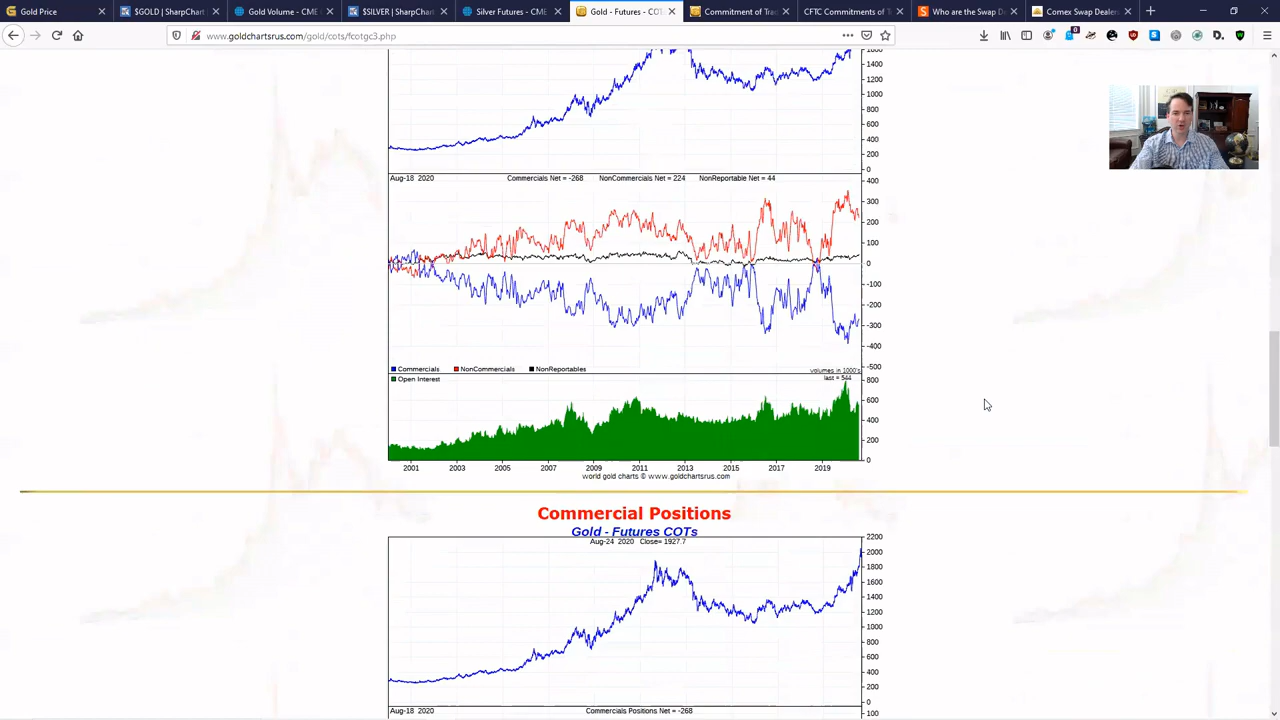 Gold Price
$GOLD | SharpChart
Gold Volume - CME
$SILVER | SharpChart
Silver Futures - CME
Gold - Futures - COT
Commitment of Trad
CFTC Commitments of T
Who are the Swap De
Comex Swap Dealers
www.goldchartsrus.com/gold/cots/fcotgc3.php
1600
1400
1200
1000
800
600
400
200
0
Aug-18 2020 Commercials Net = -268 NonCommercials Net = 224 NonReportable Net = 44
400
300
200
100
0
-100
-200
-300
-400
-500
Commercials NonCommercials NonReportables
volumes in 1000's
last = 544
Open Interest
800
600
400
200
0
2001 2003 2005 2007 2009 2011 2013 2015 2017 2019
world gold charts © www.goldchartsrus.com
Commercial Positions
Gold - Futures COTs
Aug-24 2020 Close= 1927.7
2200
2000
1800
1600
1400
1200
1000
800
600
400
200
0
Aug-18 2020 Commercials Positions Net = -268
100